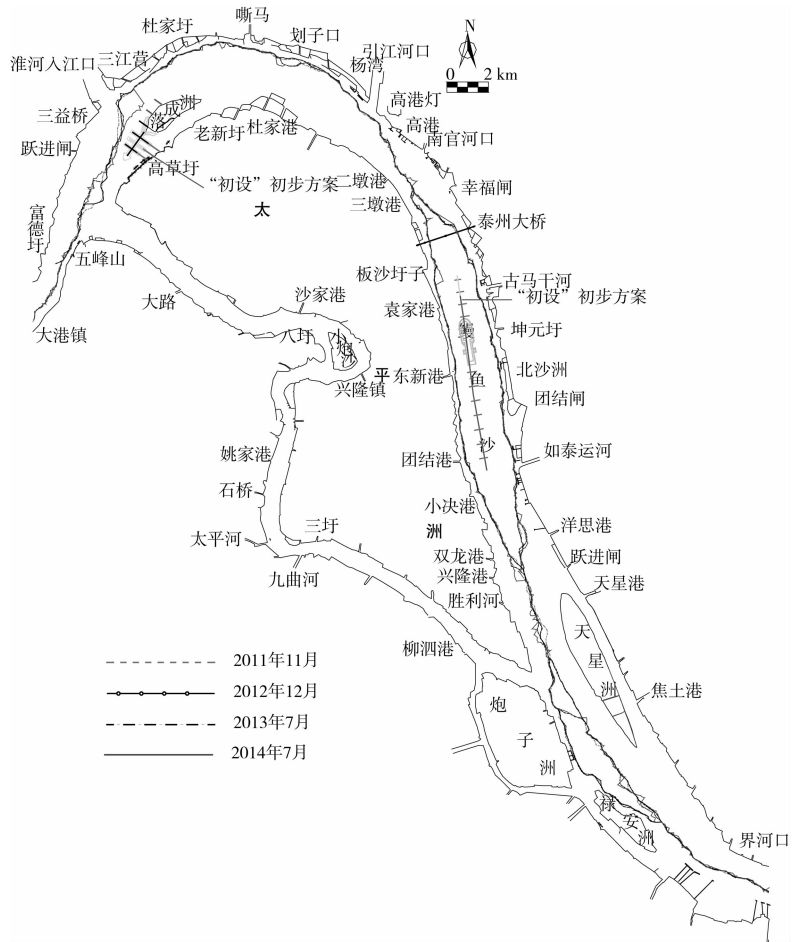 嘶马
杜家圩
划子口
N
三江营
引江河口
淮河入江口
杨湾
0 2 km
高港灯
落成洲
三益桥
高港
老新圩
杜家港
南官河口
跃进闸
高草圩
“初设”初步方案
二墩港
幸福闸
三墩港
太
富德圩
泰州大桥
五峰山
板沙圩子
古马干河
大路
沙家港
“初设”初步方案
袁家港
大港镇
八圩
小炮沙
鳗
坤元圩
平
东新港
鱼
北沙洲
兴隆镇
团结闸
沙
姚家港
团结港
如泰运河
石桥
小决港
太平河
三圩
洲
洋思港
双龙港
跃进闸
九曲河
兴隆港
天星港
胜利河
天
柳泗港
星
2011年11月
洲
焦土港
2012年12月
炮
2013年7月
子
2014年7月
洲
禄
安
洲
界河口